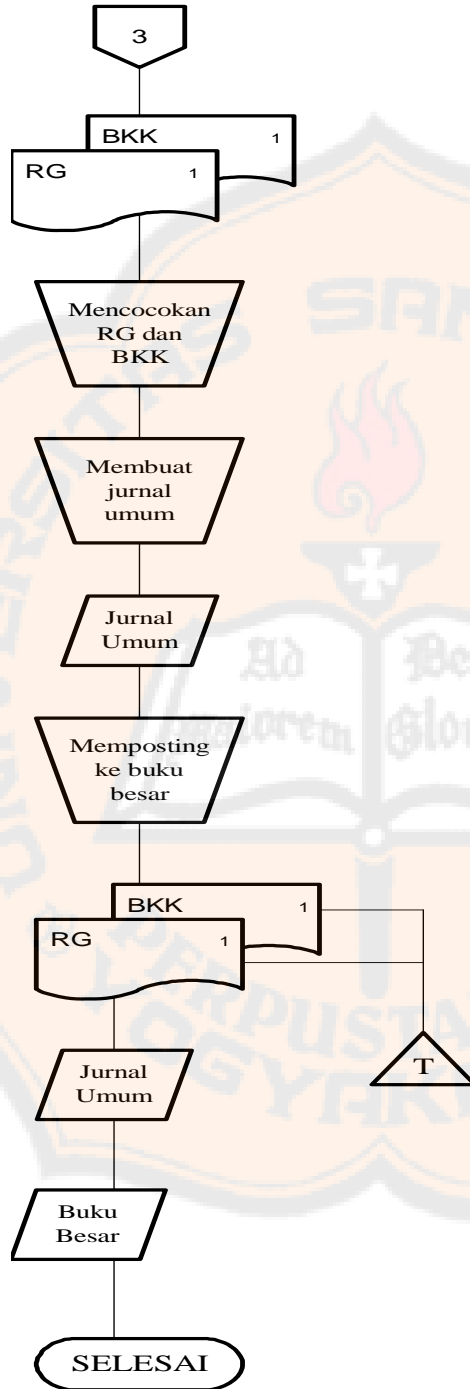 3
BKK 1
RG 1
Mencocokan
RG dan
BKK
Membuat
jurnal
umum
Jurnal
Umum
Memposting
ke buku
besar
BKK 1
RG 1
T
Jurnal
Umum
Buku
Besar
SELESAI